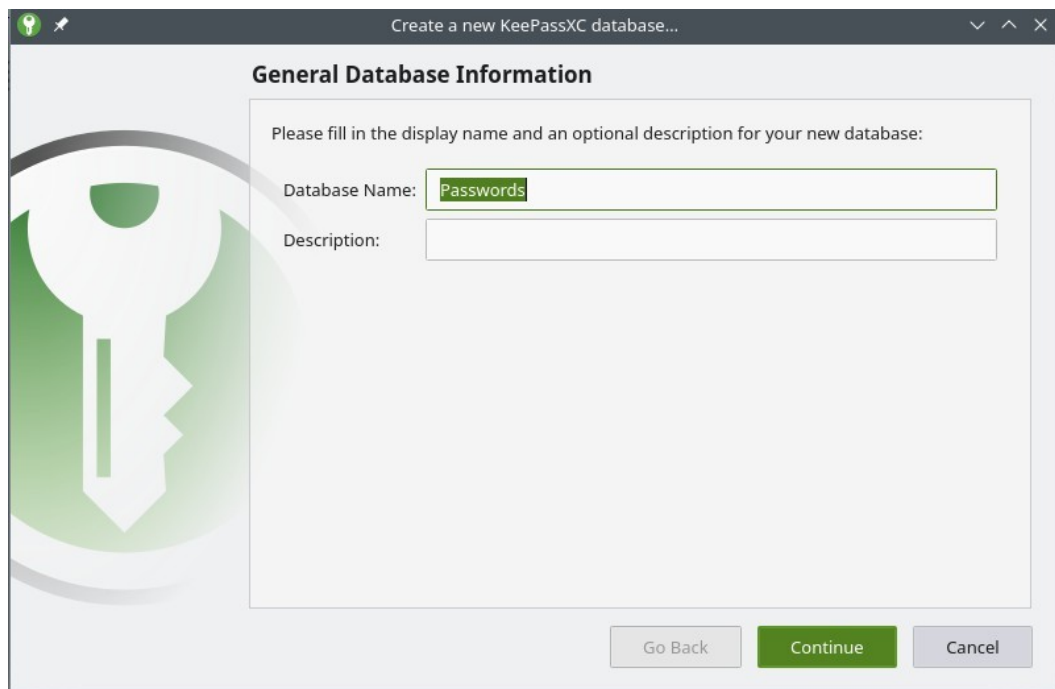 Create a new KeePassXC database...
General Database Information
Please fill in the display name and an optional description for your new database:
Database Name: Passwords
Description:
Go Back Continue Cancel